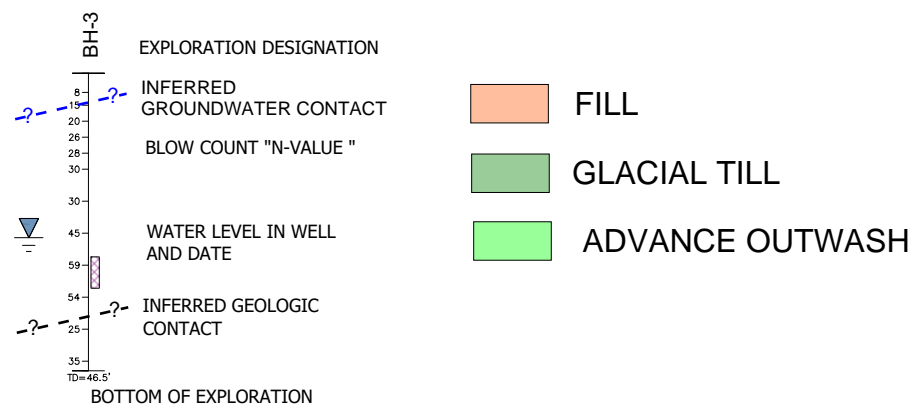 BH-3
EXPLORATION DESIGNATION
8
? ?
INFERRED
GROUNDWATER CONTACT
15
20
26
BLOW COUNT "N-VALUE "
28
30
30
45
WATER LEVEL IN WELL
AND DATE
59
54
? ?
INFERRED GEOLOGIC
CONTACT
25
35
TD=46.5'
BOTTOM OF EXPLORATION
FILL
GLACIAL TILL
ADVANCE OUTWASH